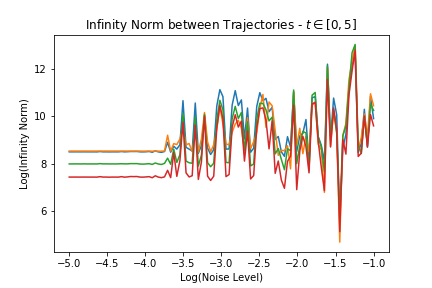 Infinity Norm between Trajectories - t ∈ [0, 5]
Log(Infinity Norm)
12
10
8
6
−5.0 −4.5 −4.0 −3.5 −3.0 −2.5 −2.0 −1.5 −1.0
Log(Noise Level)